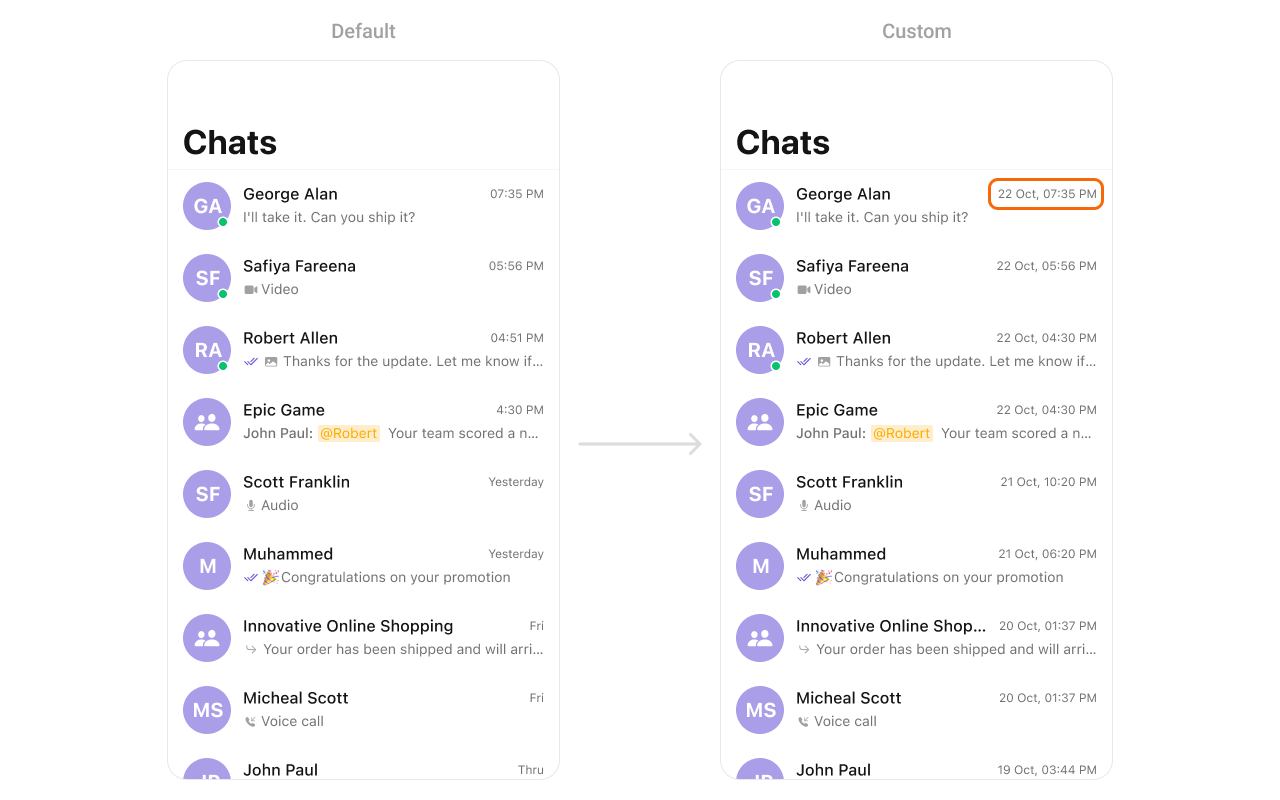 Default
Chats
GA George Alan 07:35 PM
I'll take it. Can you ship it?
SF Safiya Fareena 05:56 PM
Video
RA Robert Allen 04:51 PM
Thanks for the update. Let me know if...
Epic Game 4:30 PM
John Paul: @Robert Your team scored a n...
SF Scott Franklin Yesterday
Audio
M Muhammed Yesterday
🎉Congratulations on your promotion
Innovative Online Shopping Fri
Your order has been shipped and will arri...
MS Micheal Scott Fri
Voice call
JP John Paul Thru
Custom
Chats
GA George Alan 22 Oct, 07:35 PM
I'll take it. Can you ship it?
SF Safiya Fareena 22 Oct, 05:56 PM
Video
RA Robert Allen 22 Oct, 04:30 PM
Thanks for the update. Let me know if...
Epic Game 22 Oct, 04:30 PM
John Paul: @Robert Your team scored a n...
SF Scott Franklin 21 Oct, 10:20 PM
Audio
M Muhammed 21 Oct, 06:20 PM
🎉Congratulations on your promotion
Innovative Online Shop... 20 Oct, 01:37 PM
Your order has been shipped and will arri...
MS Micheal Scott 20 Oct, 01:37 PM
Voice call
JP John Paul 19 Oct, 03:44 PM